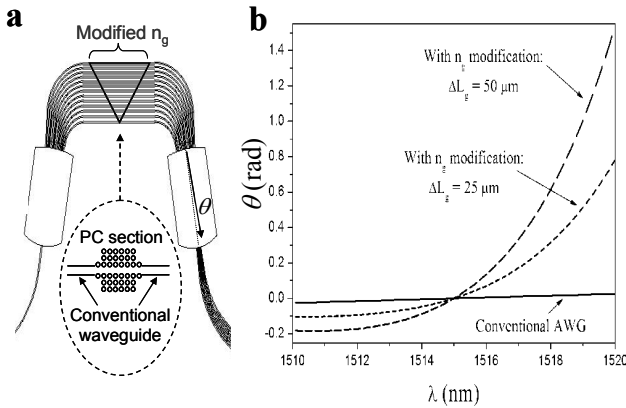 a
Modified n_g
θ
PC section
Conventional
waveguide
b
θ (rad)
1.4
1.2
1.0
0.8
0.6
0.4
0.2
0.0
-0.2
With n_g modification:
ΔL_g = 50 μm
With n_g modification:
ΔL_g = 25 μm
Conventional AWG
1510 1512 1514 1516 1518 1520
λ (nm)